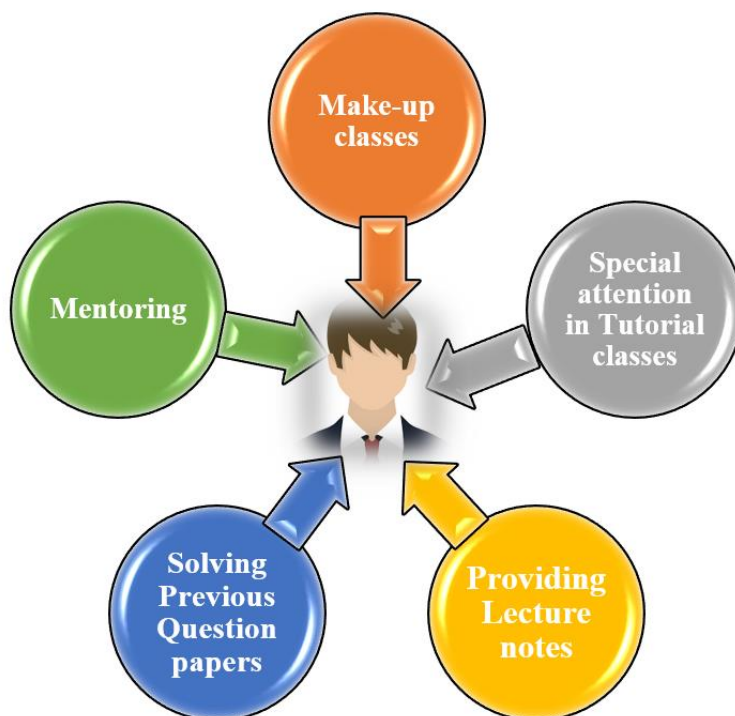 Make-up
classes
Mentoring
Special
attention
in Tutorial
classes
Solving
Previous
Question
papers
Providing
Lecture
notes